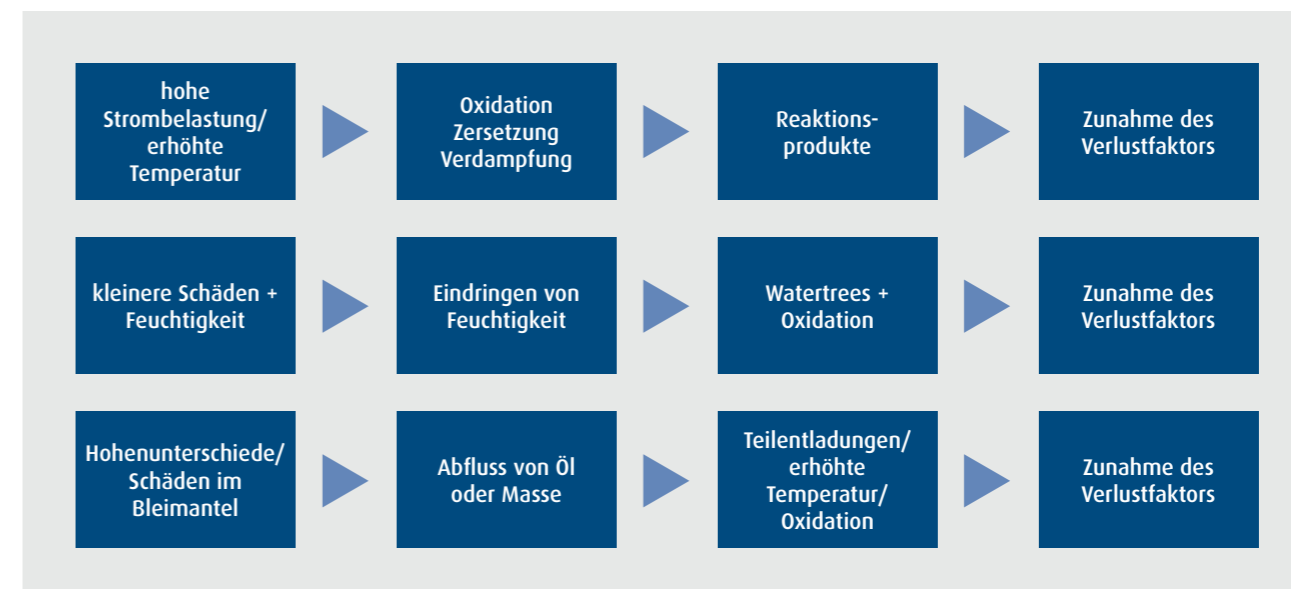 hohe
Strombelastung/
erhöhte
Temperatur
Oxidation
Zersetzung
Verdampfung
Reaktions-
produkte
Zunahme des
Verlustfaktors
kleinere Schäden +
Feuchtigkeit
Eindringen von
Feuchtigkeit
Watertrees +
Oxidation
Zunahme des
Verlustfaktors
Hohenunterschiede/
Schäden im
Bleimantel
Abfluss von Öl
oder Masse
Teilentladungen/
erhöhte
Temperatur/
Oxidation
Zunahme des
Verlustfaktors